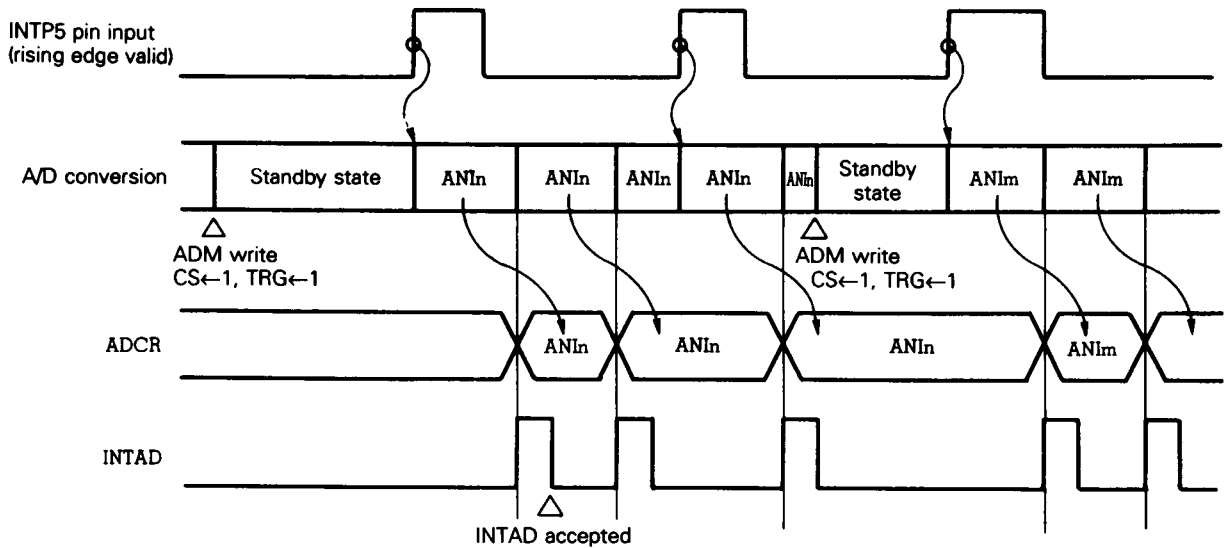 INTP5 pin input
(rising edge valid)
A/D conversion
Standby state
ANIn
ANIn
ANIn
ANIn
ANIn
Standby
state
ANIm
ANIm
ADM write
CS←1, TRG←1
ADM write
CS←1, TRG←1
ADCR
ANIn
ANIn
ANIn
ANIm
INTAD
INTAD accepted